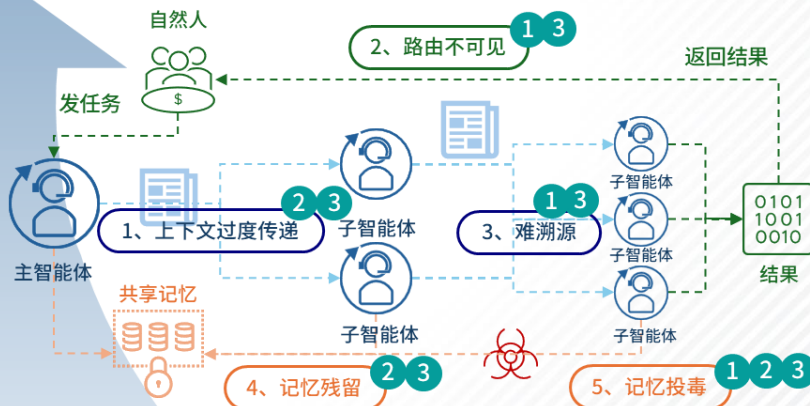 自然人
1 3
2、路由不可见
返回结果
发任务
$
2 3
1、上下文过度传递
子智能体
1 3
3、难溯源
子智能体
子智能体
子智能体
0101
1001
0010
结果
主智能体
共享记忆
子智能体
2 3
4、记忆残留
1 2 3
5、记忆投毒